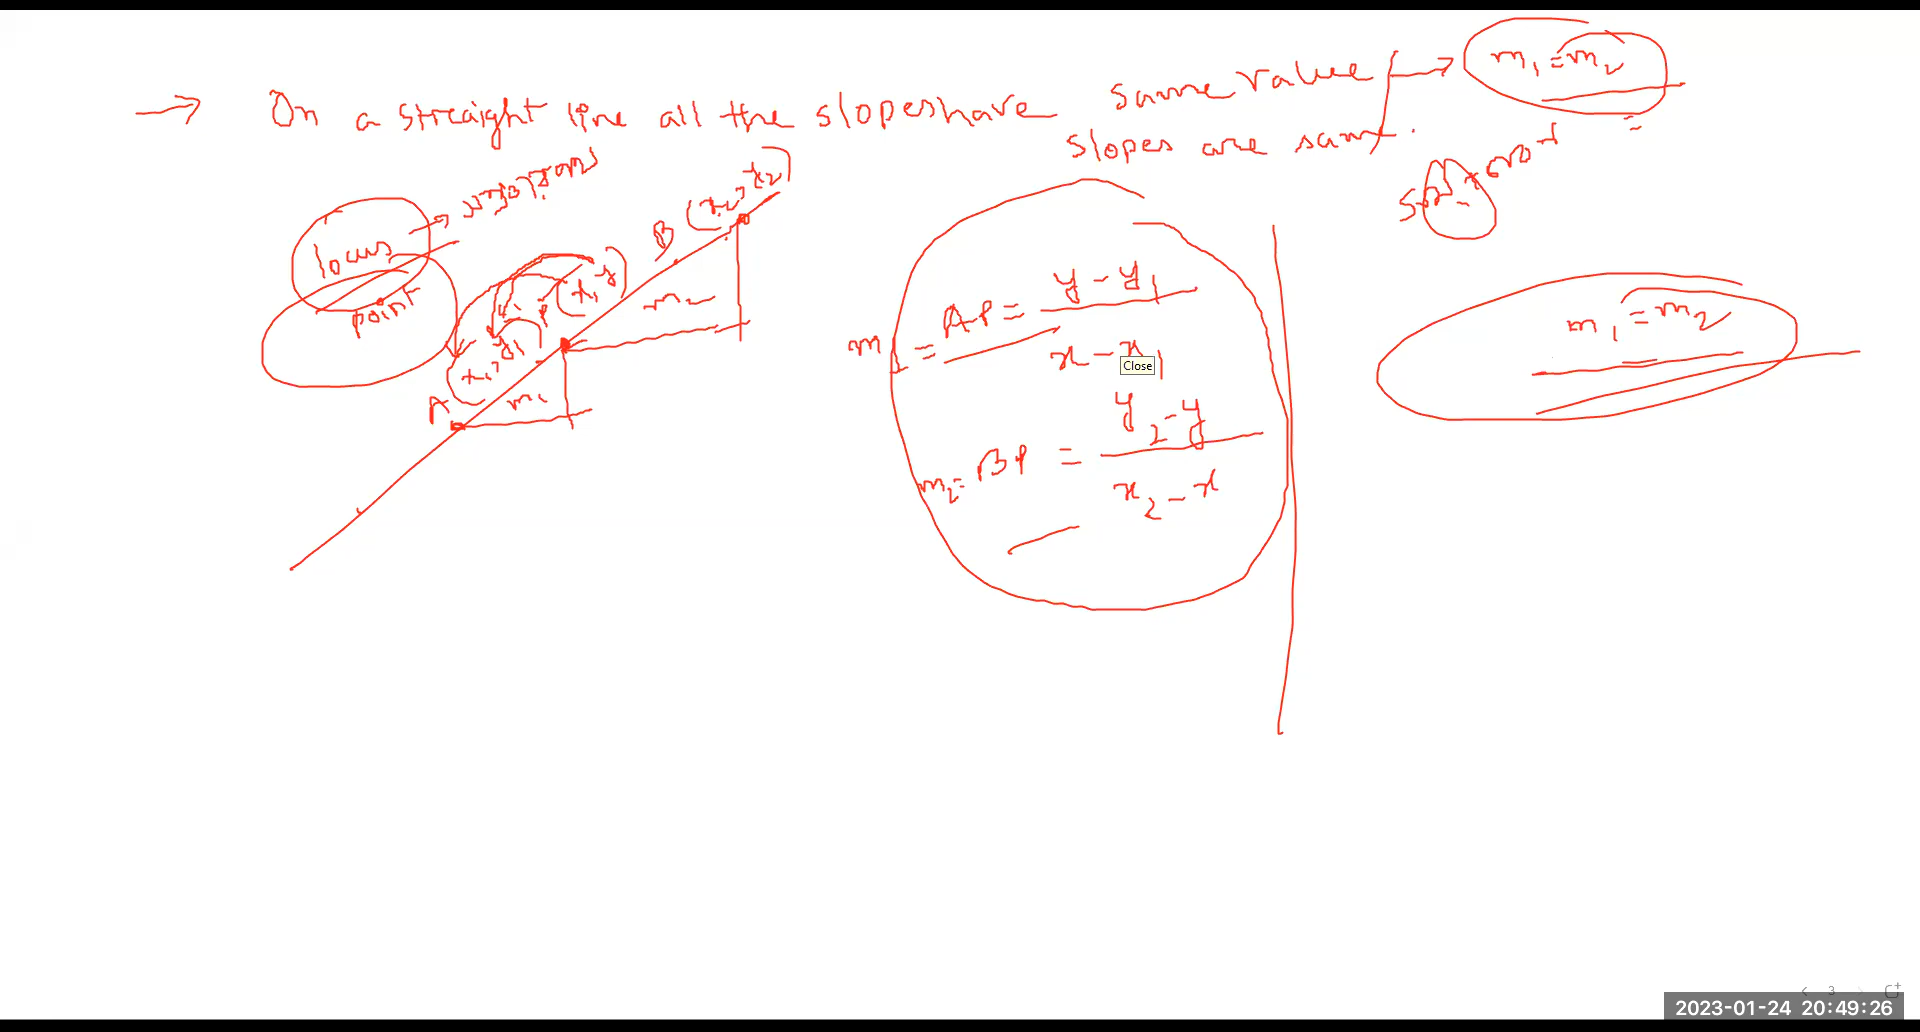 → On a straight line all the slopes have same value → m₁ = m₂
slopes are same.
locus →
point
A (x₁, y₁)
P (x, y)
B (x₂, y₂)
m₁
m₂
m₁ = AP = y - y₁ / x - x₁
m₂ = BP = y₂ - y / x₂ - x
m₁ = m₂
Close
3
2023-01-24 20:49:26